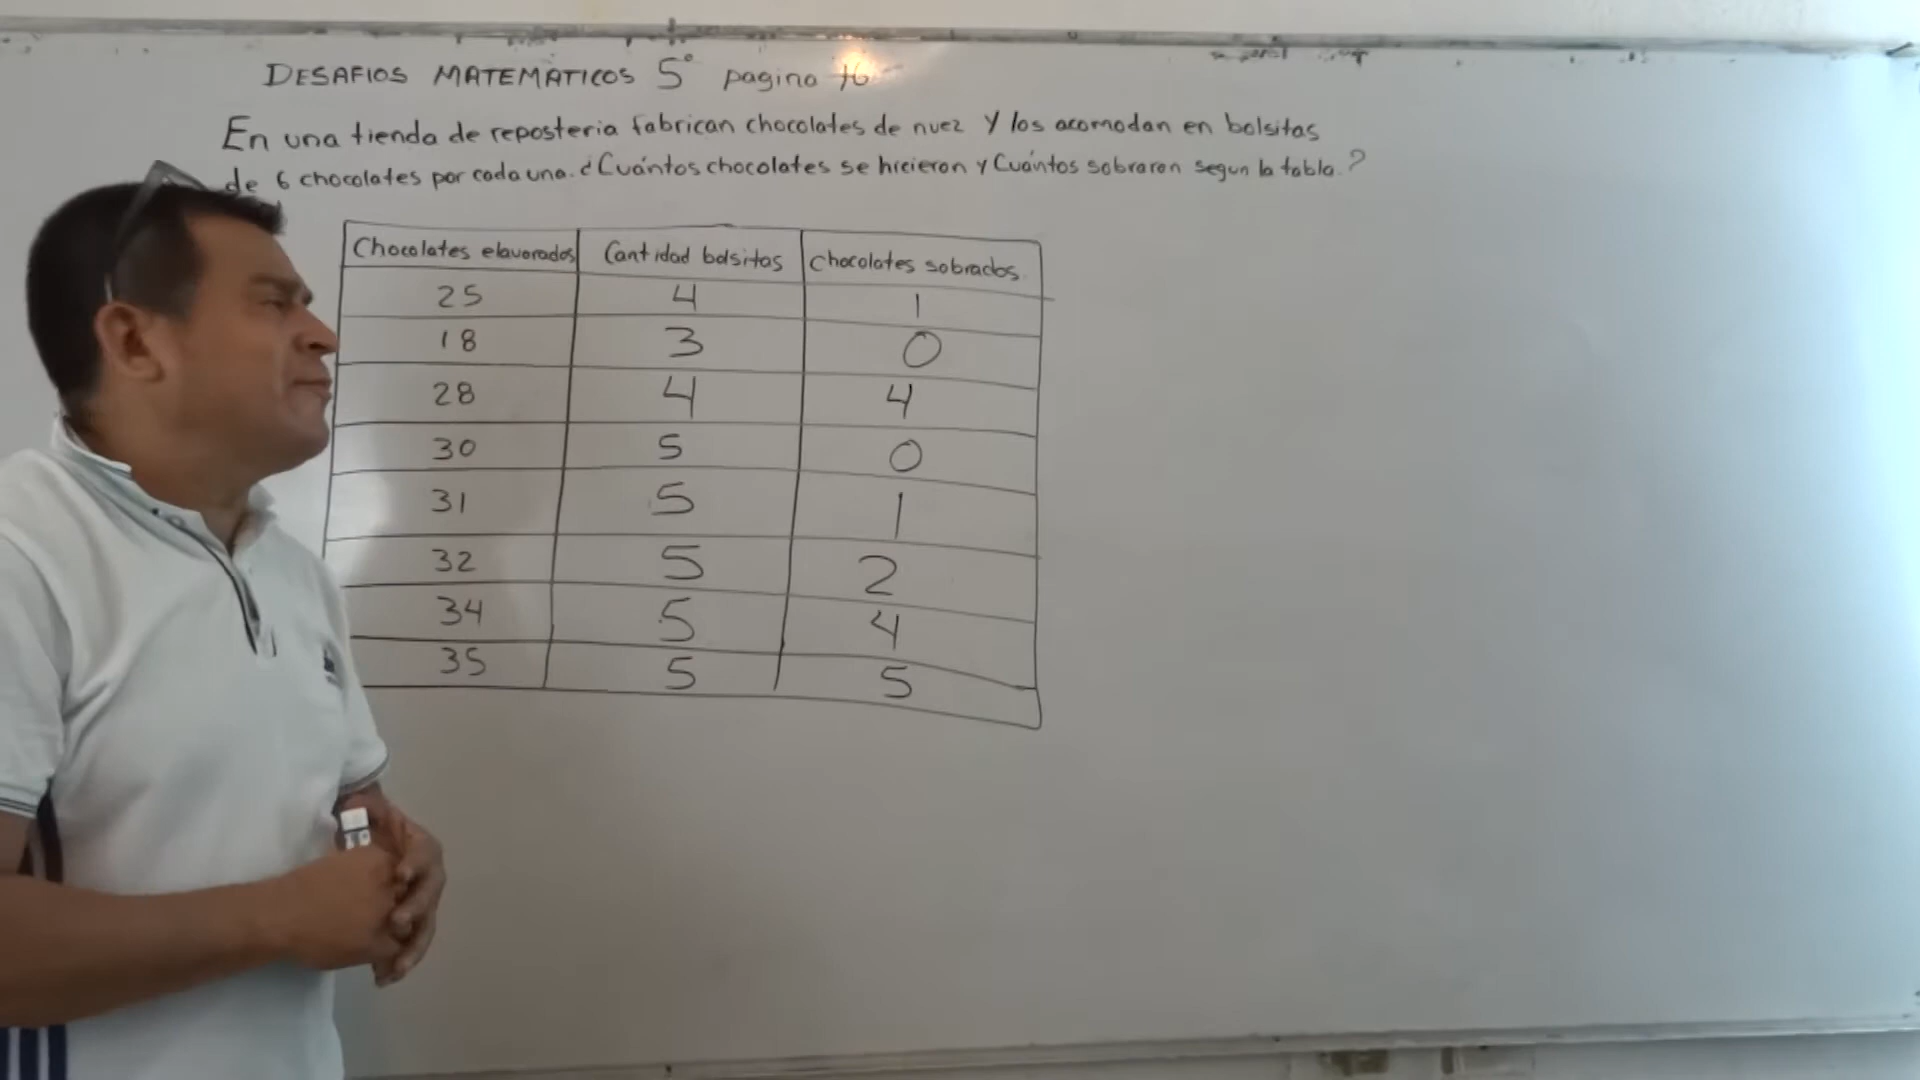 DESAFIOS MATEMÁTICOS 5° pagina 76
En una tienda de reposteria fabrican chocolates de nuez y los acomodan en bolsitas
de 6 chocolates por cada una. ¿Cuántos chocolates se hicieron y Cuántos sobraron segun la tabla.?
Chocolates elavorados Cantidad bolsitas chocolates sobrados.
25 4 1
18 3 0
28 4 4
30 5 0
31 5 1
32 5 2
34 5 4
35 5 5